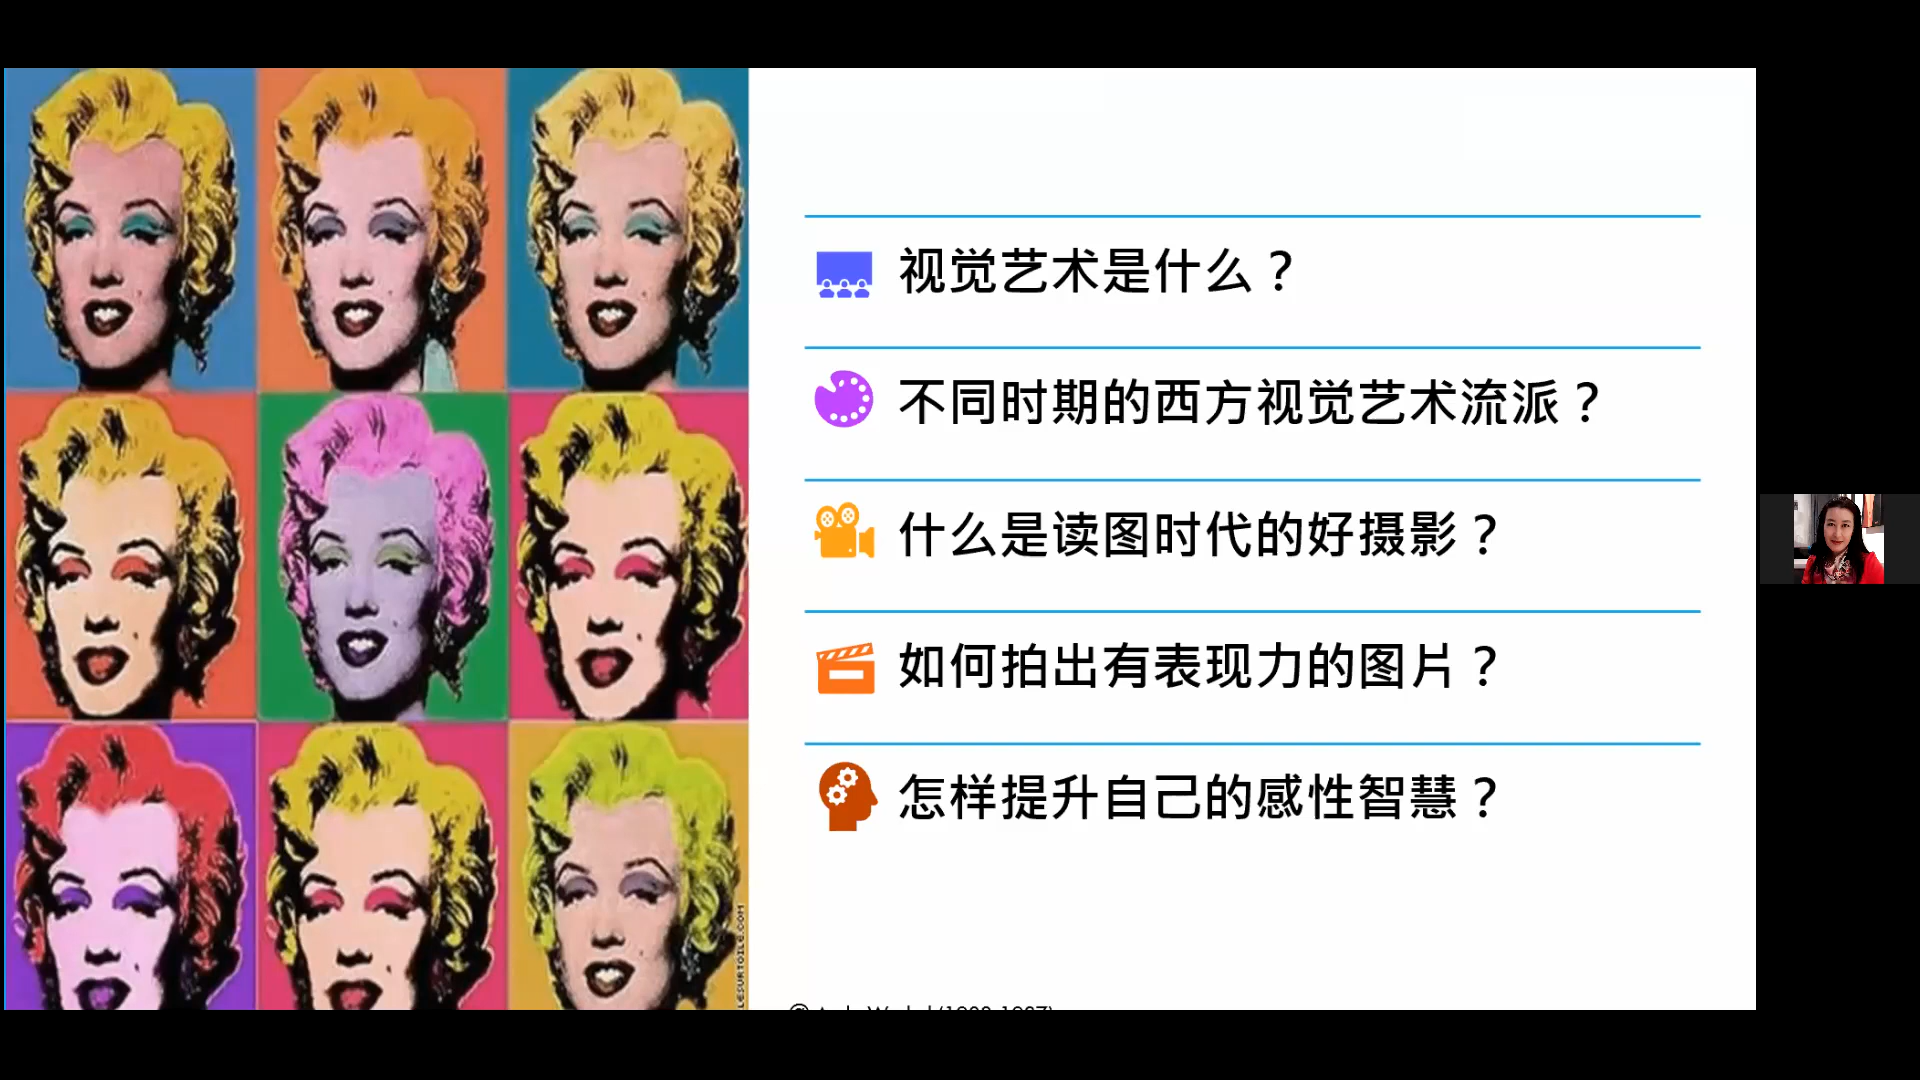 视觉艺术是什么？
不同时期的西方视觉艺术流派？
什么是读图时代的好摄影？
如何拍出有表现力的图片？
怎样提升自己的感性智慧？
LESURTOILE.COM